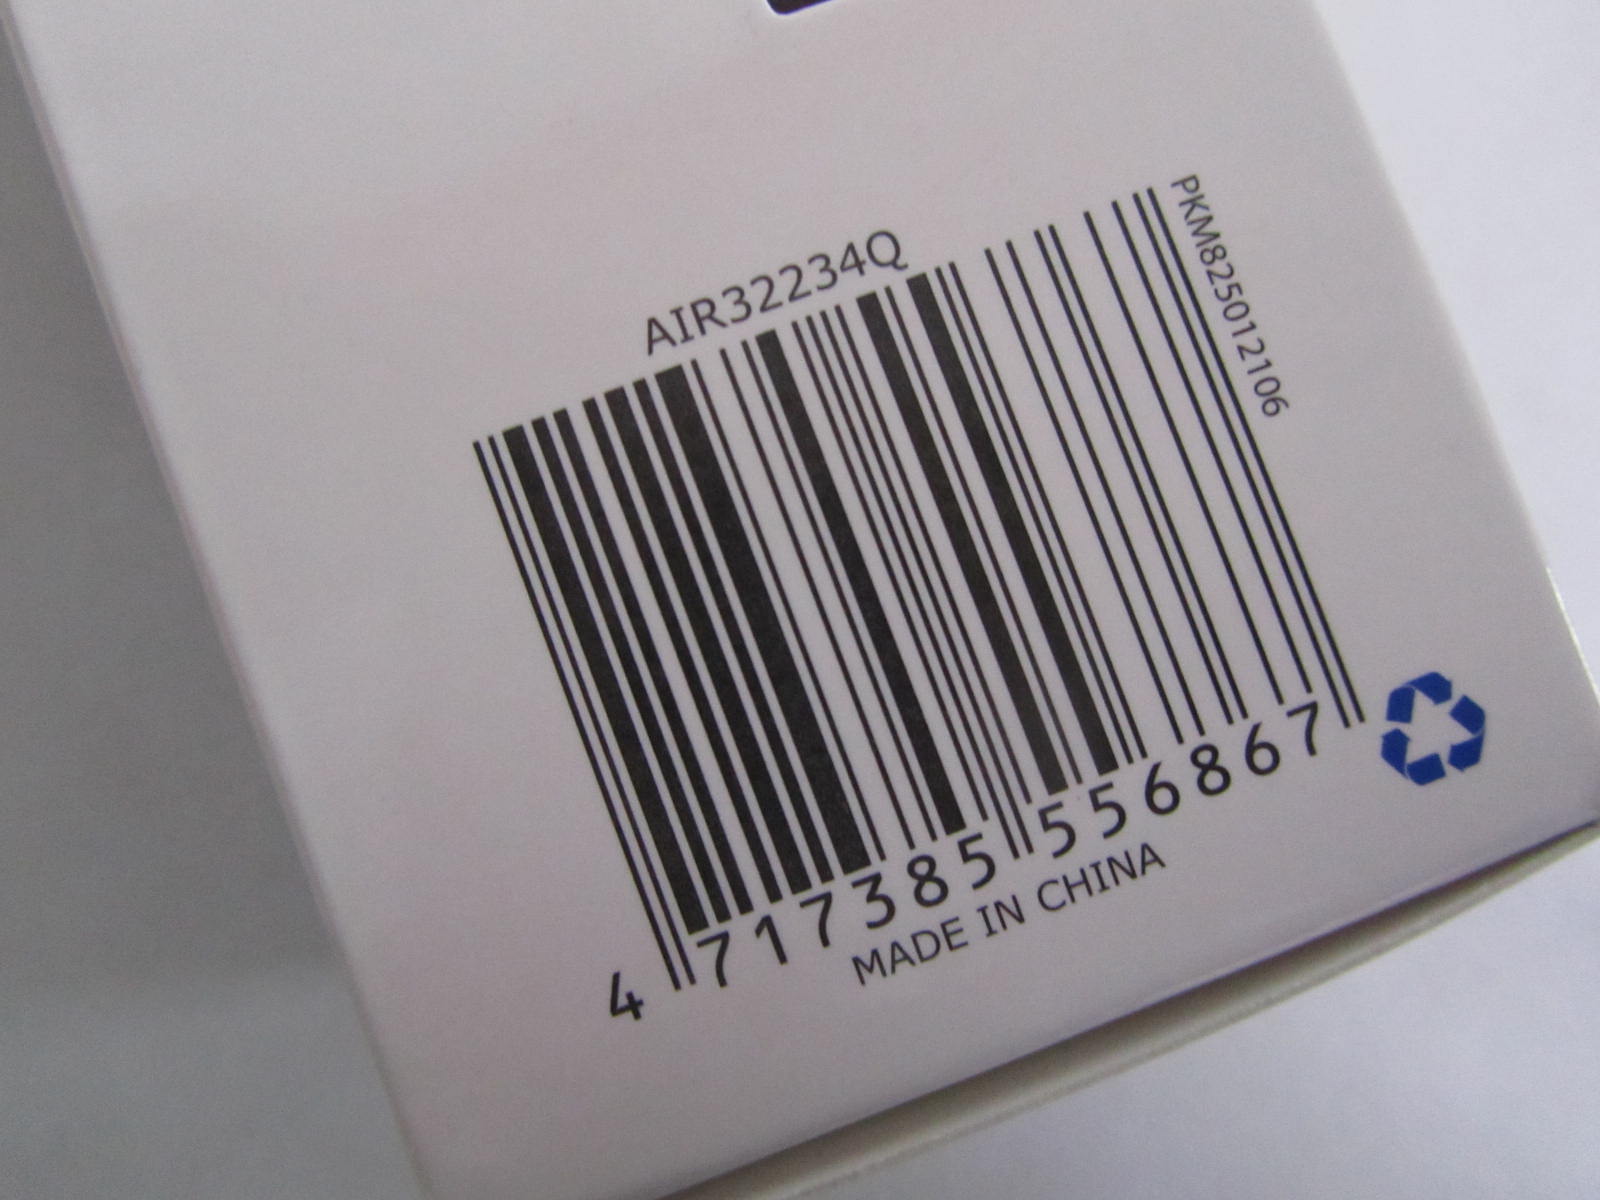 AIR32234Q
PKM825012106
4 717385 556867
MADE IN CHINA